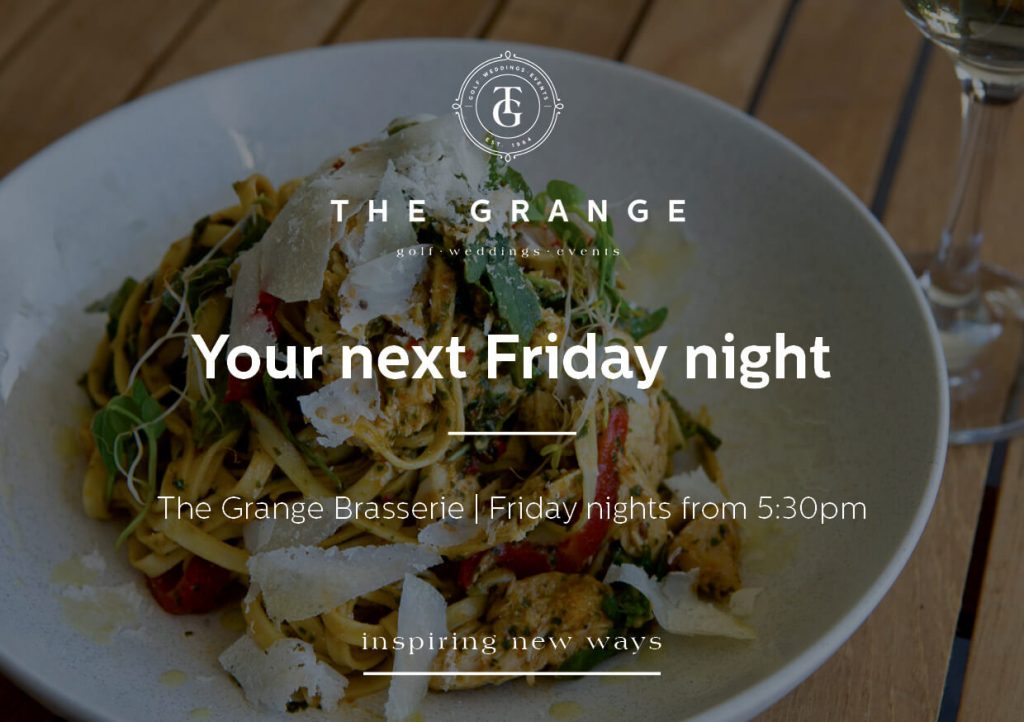 GOLF WEDDINGS EVENTS
TG
EST. 1964
THE GRANGE
golf · weddings · events
Your next Friday night
The Grange Brasserie | Friday nights from 5:30pm
inspiring new ways